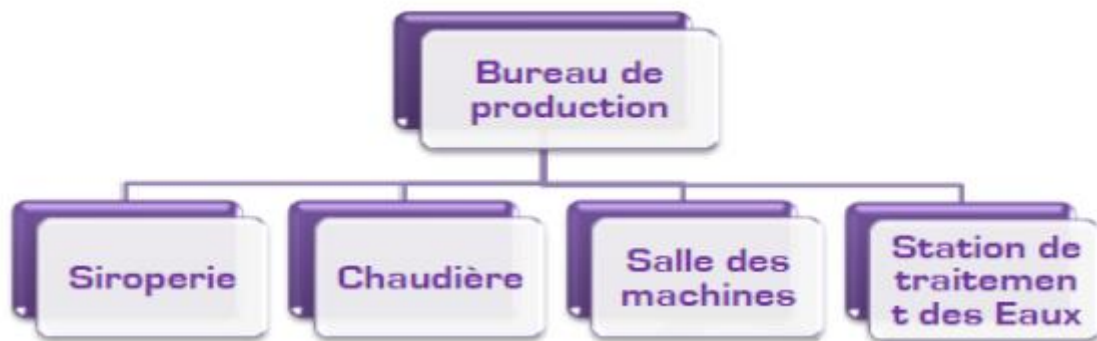 Bureau de
production
Siroperie
Chaudière
Salle des
machines
Station de
traitemen
t des Eaux